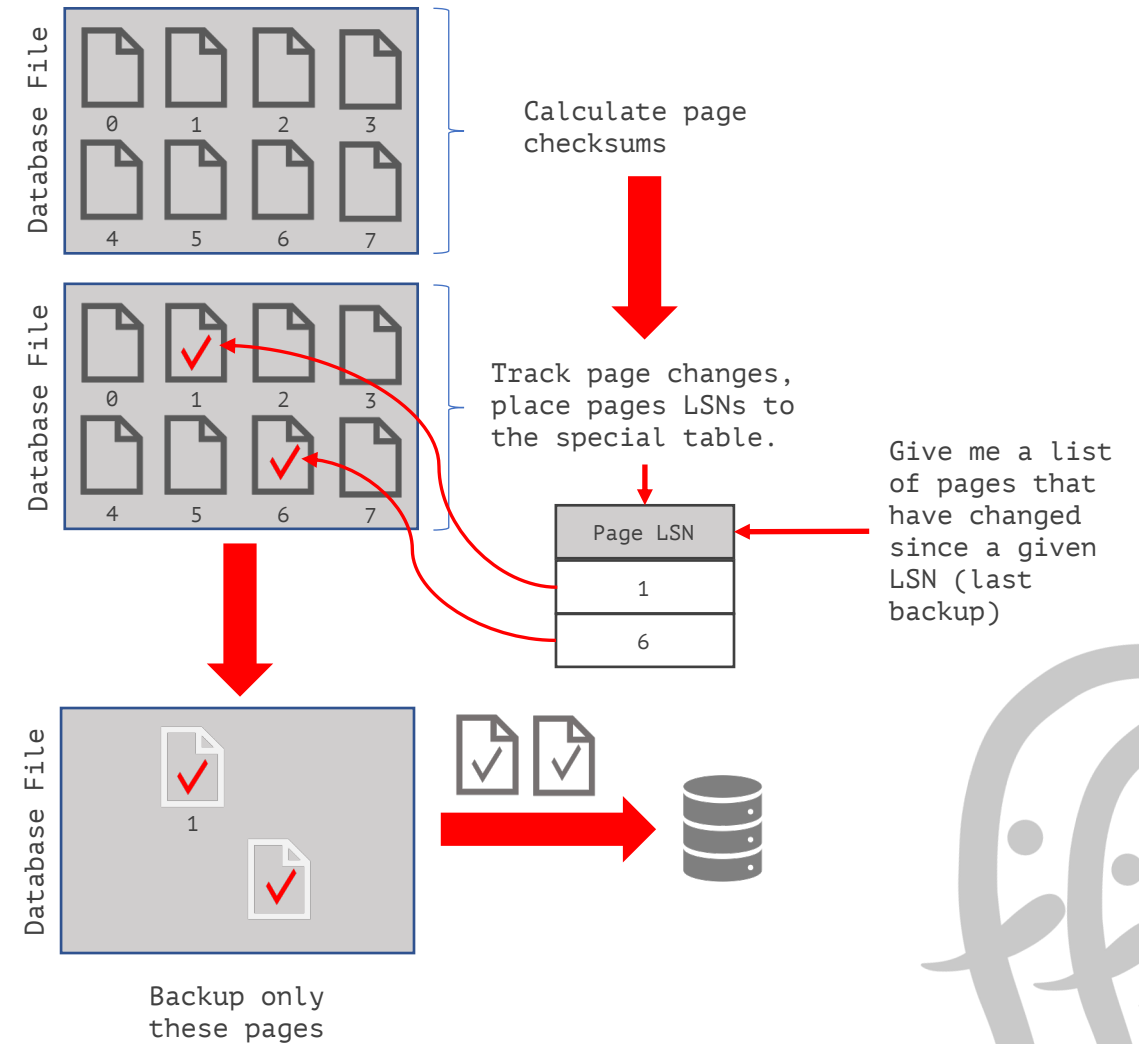 Database File
0 1 2 3
4 5 6 7
Calculate page
checksums
Database File
0 1 2 3
4 5 6 7
Track page changes,
place pages LSNs to
the special table.
Page LSN
1
6
Give me a list
of pages that
have changed
since a given
LSN (last
backup)
Database File
1
Backup only
these pages